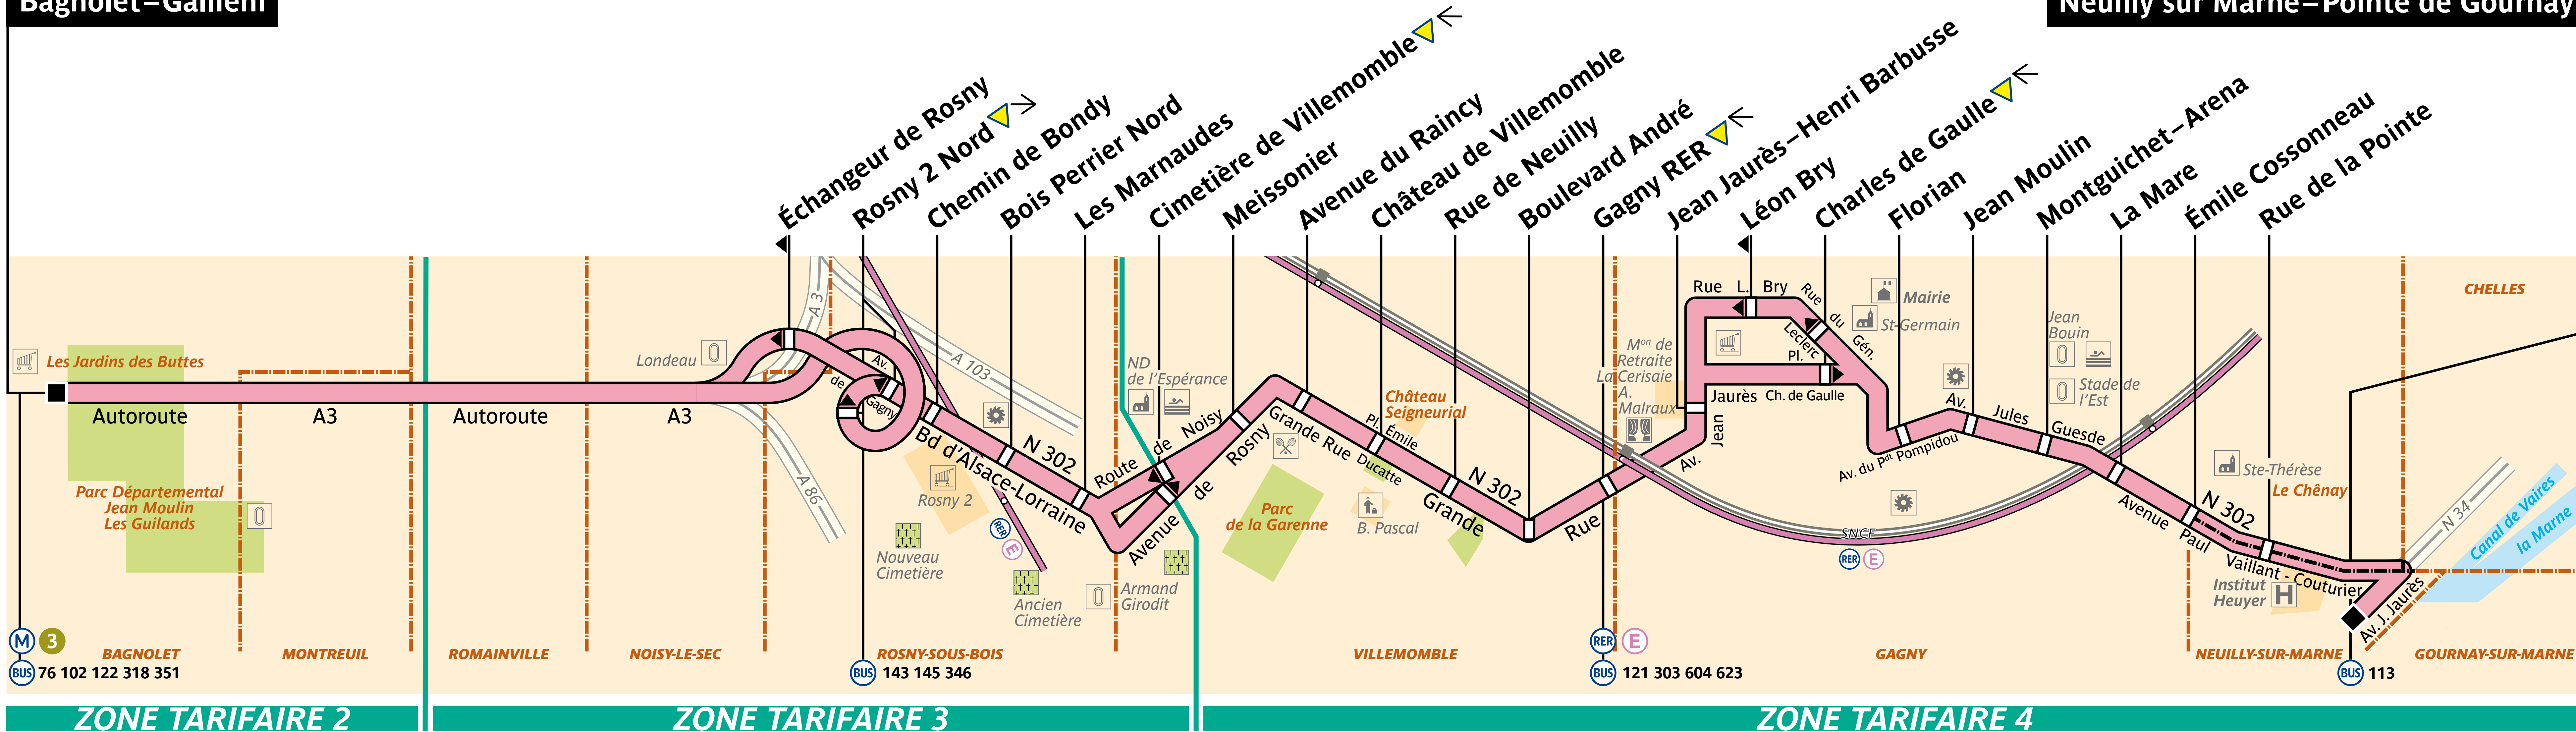 Bagnolet–Gallieni
Neuilly sur Marne–Pointe de Gournay
Échangeur de Rosny
Rosny 2 Nord
Chemin de Bondy
Bois Perrier Nord
Les Marnaudes
Cimetière de Villemomble
Meissonier
Avenue du Raincy
Château de Villemomble
Rue de Neuilly
Boulevard André
Gagny RER
Jean Jaurès–Henri Barbusse
Léon Bry
Charles de Gaulle
Florian
Jean Moulin
Montguichet–Arena
La Mare
Émile Cossonneau
Rue de la Pointe
Les Jardins des Buttes
Autoroute
A3
Autoroute
A3
Parc Départemental
Jean Moulin
Les Guilands
Londeau
A 3
A 103
A 86
Av.
de
Gagny
Bd d'Alsace-Lorraine
N 302
Rosny 2
Nouveau
Cimetière
RER
E
Ancien
Cimetière
Armand
Girodit
ND
de l'Espérance
Route de Noisy
Avenue de Rosny
Parc
de la Garenne
Grande Rue
Pl. Émile
Ducatte
Château
Seigneurial
B. Pascal
N 302
Grande
Rue
Mon de
Retraite
La Cerisaie
A.
Malraux
Av.
Jean
Jaurès
Rue L. Bry
Rue
du
Gén.
Leclerc
Pl.
Ch. de Gaulle
Mairie
St-Germain
SNCF
RER
E
Av. du Pdt Pompidou
Av.
Jules
Guesde
Jean
Bouin
Stade de
l'Est
Avenue
Paul
Vaillant - Couturier
N 302
Ste-Thérèse
Le Chênay
Institut
Heuyer
H
Av. J. Jaurès
N 34
Canal de Vaires
la Marne
CHELLES
BAGNOLET
MONTREUIL
ROMAINVILLE
NOISY-LE-SEC
ROSNY-SOUS-BOIS
VILLEMOMBLE
GAGNY
NEUILLY-SUR-MARNE
GOURNAY-SUR-MARNE
M 3
BUS 76 102 122 318 351
BUS 143 145 346
RER E
BUS 121 303 604 623
BUS 113
ZONE TARIFAIRE 2
ZONE TARIFAIRE 3
ZONE TARIFAIRE 4